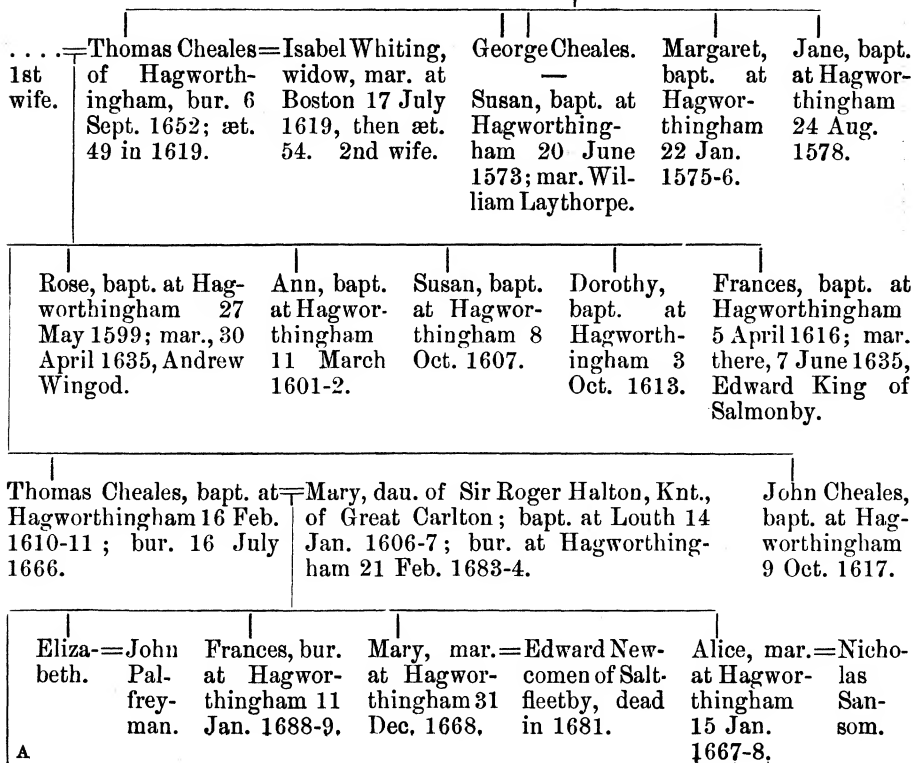 . . . .=Thomas Cheales=Isabel Whiting,
1st of Hagworth- widow, mar. at
wife. ingham, bur. 6 Boston 17 July
Sept. 1652; æt. 1619, then æt.
49 in 1619. 54. 2nd wife.
George Cheales.
—
Susan, bapt. at
Hagworthing-
ham 20 June
1573; mar. Wil-
liam Laythorpe.
Margaret,
bapt. at
Hagwor-
thingham
22 Jan.
1575-6.
Jane, bapt.
at Hagwor-
thingham
24 Aug.
1578.
Rose, bapt. at Hag-
worthingham 27
May 1599; mar., 30
April 1635, Andrew
Wingod.
Ann, bapt.
at Hagwor-
thingham
11 March
1601-2.
Susan, bapt.
at Hagwor-
thingham 8
Oct. 1607.
Dorothy,
bapt. at
Hagworth-
ingham 3
Oct. 1613.
Frances, bapt. at
Hagworthingham
5 April 1616; mar.
there, 7 June 1635,
Edward King of
Salmonby.
Thomas Cheales, bapt. at=Mary, dau. of Sir Roger Halton, Knt.,
Hagworthingham 16 Feb. of Great Carlton; bapt. at Louth 14
1610-11 ; bur. 16 July Jan. 1606-7; bur. at Hagworthing-
1666. ham 21 Feb. 1683-4.
John Cheales,
bapt. at Hag-
worthingham
9 Oct. 1617.
Eliza-=John
beth. Pal-
frey-
man.
Frances, bur.
at Hagwor-
thingham 11
Jan. 1688-9.
Mary, mar.=Edward New-
at Hagwor- comen of Salt-
thingham 31 fleetby, dead
Dec. 1668. in 1681.
Alice, mar.=Nicho-
at Hagwor- las
thingham San-
15 Jan. som.
1667-8.
A